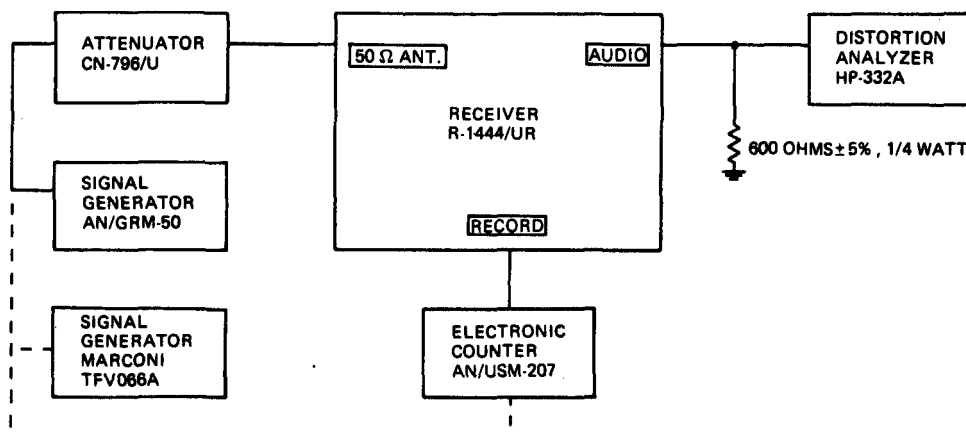 ATTENUATOR
CN-796/U
50 Ω ANT.
AUDIO
RECEIVER
R-1444/UR
RECORD
DISTORTION
ANALYZER
HP-332A
600 OHMS ± 5% , 1/4 WATT
SIGNAL
GENERATOR
AN/GRM-50
SIGNAL
GENERATOR
MARCONI
TFV066A
ELECTRONIC
COUNTER
AN/USM-207